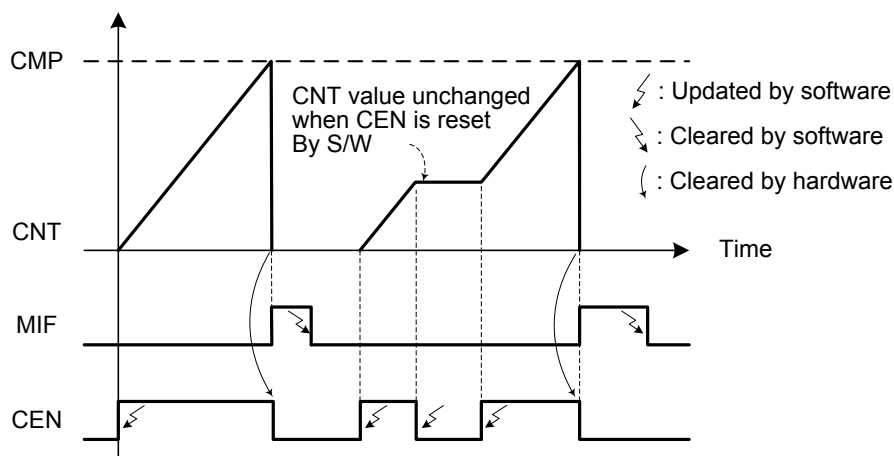 CMP
CNT value unchanged
when CEN is reset
By S/W
: Updated by software
: Cleared by software
: Cleared by hardware
CNT
Time
MIF
CEN